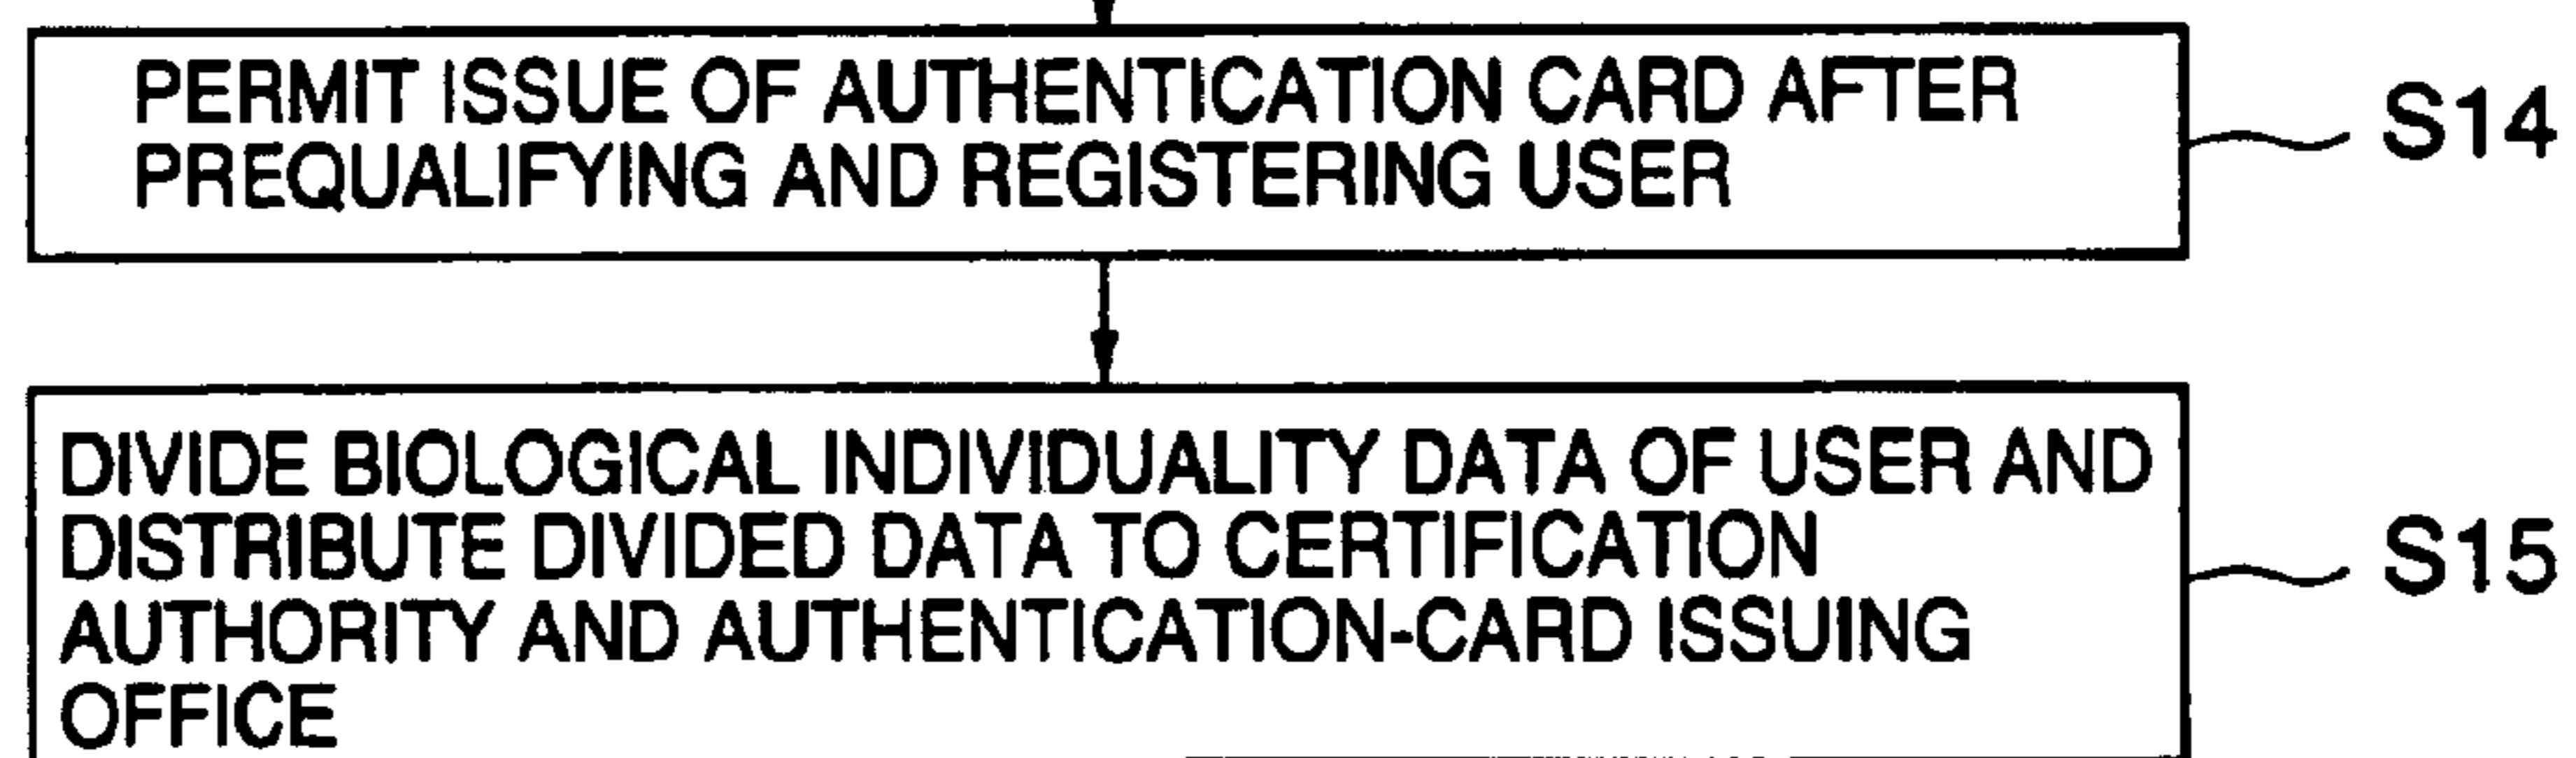 PERMIT ISSUE OF AUTHENTICATION CARD AFTER
PREQUALIFYING AND REGISTERING USER
S14
DIVIDE BIOLOGICAL INDIVIDUALITY DATA OF USER AND
DISTRIBUTE DIVIDED DATA TO CERTIFICATION
AUTHORITY AND AUTHENTICATION-CARD ISSUING
OFFICE
S15